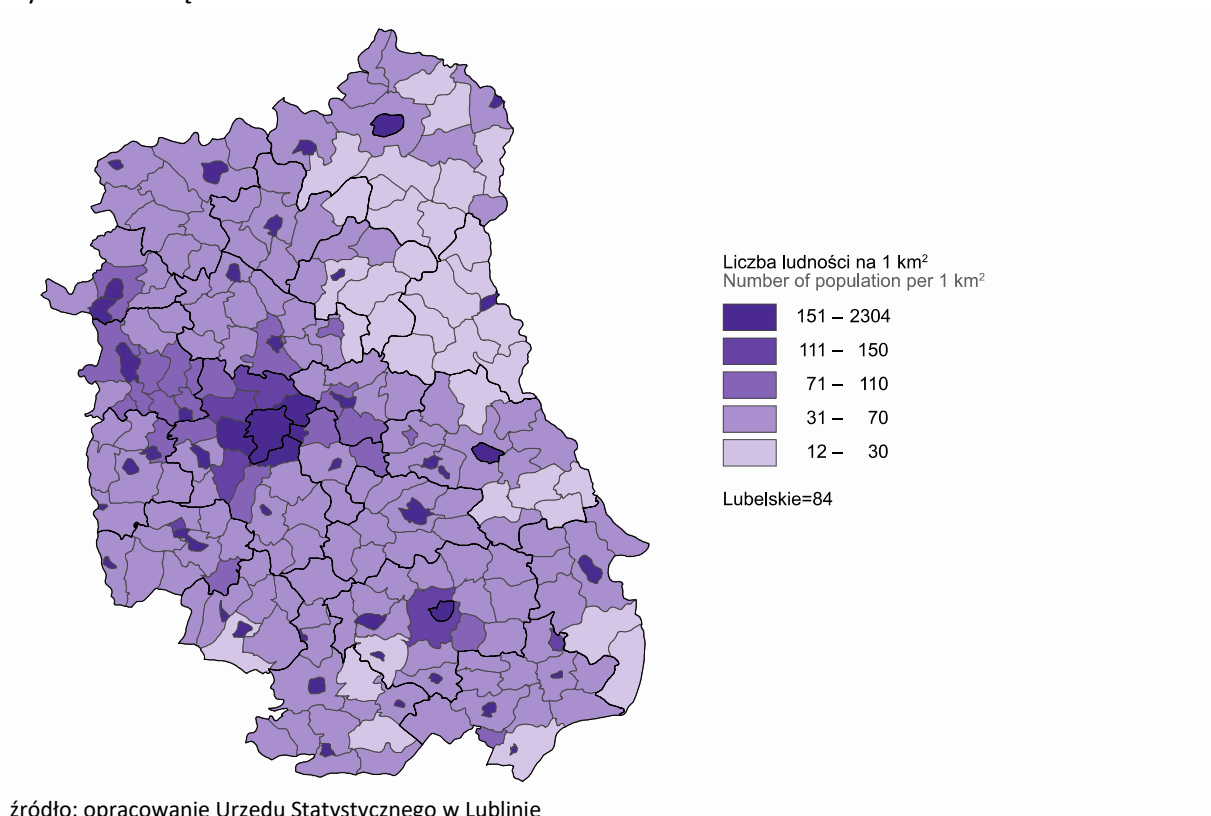 Liczba ludności na 1 km²
Number of population per 1 km²
151 – 2304
111 – 150
71 – 110
31 – 70
12 – 30
Lubelskie=84
źródło: opracowanie Urzędu Statystycznego w Lublinie